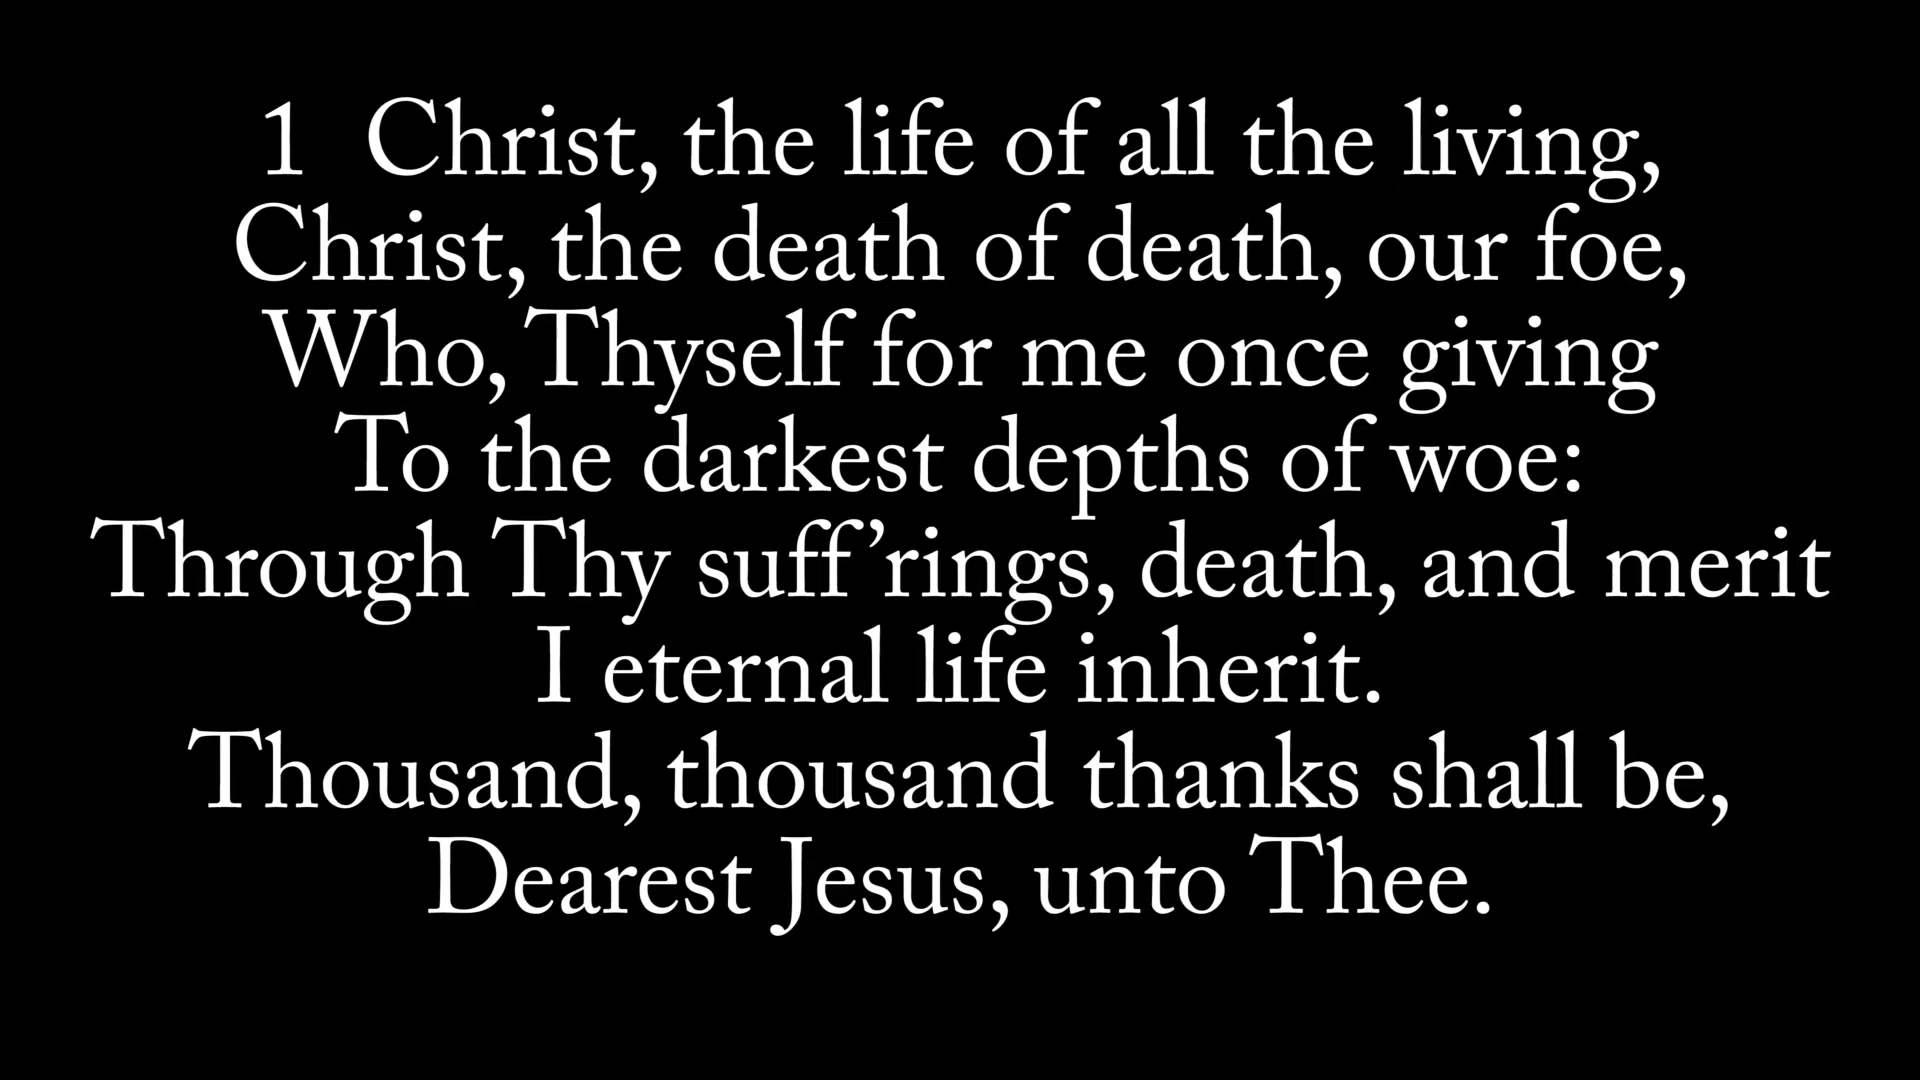 1 Christ, the life of all the living,
Christ, the death of death, our foe,
Who, Thyself for me once giving
To the darkest depths of woe:
Through Thy suff’rings, death, and merit
I eternal life inherit.
Thousand, thousand thanks shall be,
Dearest Jesus, unto Thee.